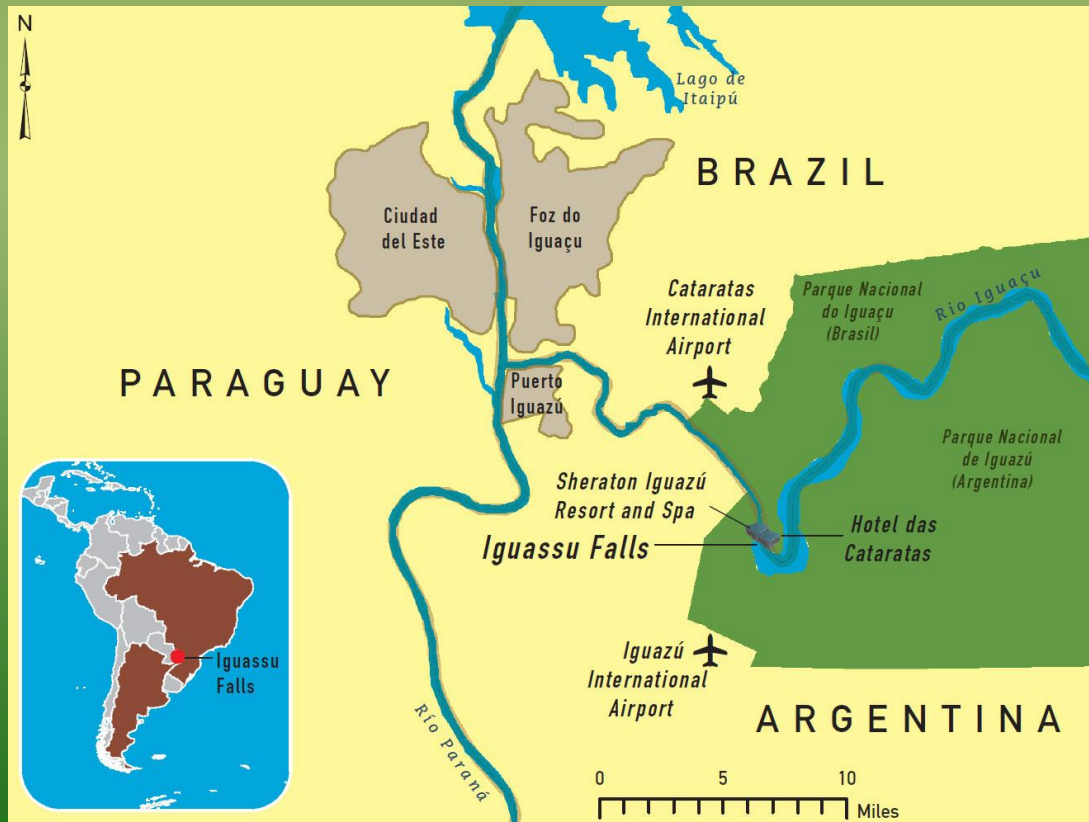 N
Lago de
Itaipú
BRAZIL
Ciudad
del Este
Foz do
Iguaçu
Cataratas
International
Airport
Parque Nacional
do Iguaçu
(Brasil)
Rio Iguaçu
PARAGUAY
Puerto
Iguazú
Parque Nacional
de Iguazú
(Argentina)
Sheraton Iguazú
Resort and Spa
Iguassu Falls
Hotel das
Cataratas
Iguazú
International
Airport
Iguassu
Falls
Río Paraná
ARGENTINA
0 5 10
Miles